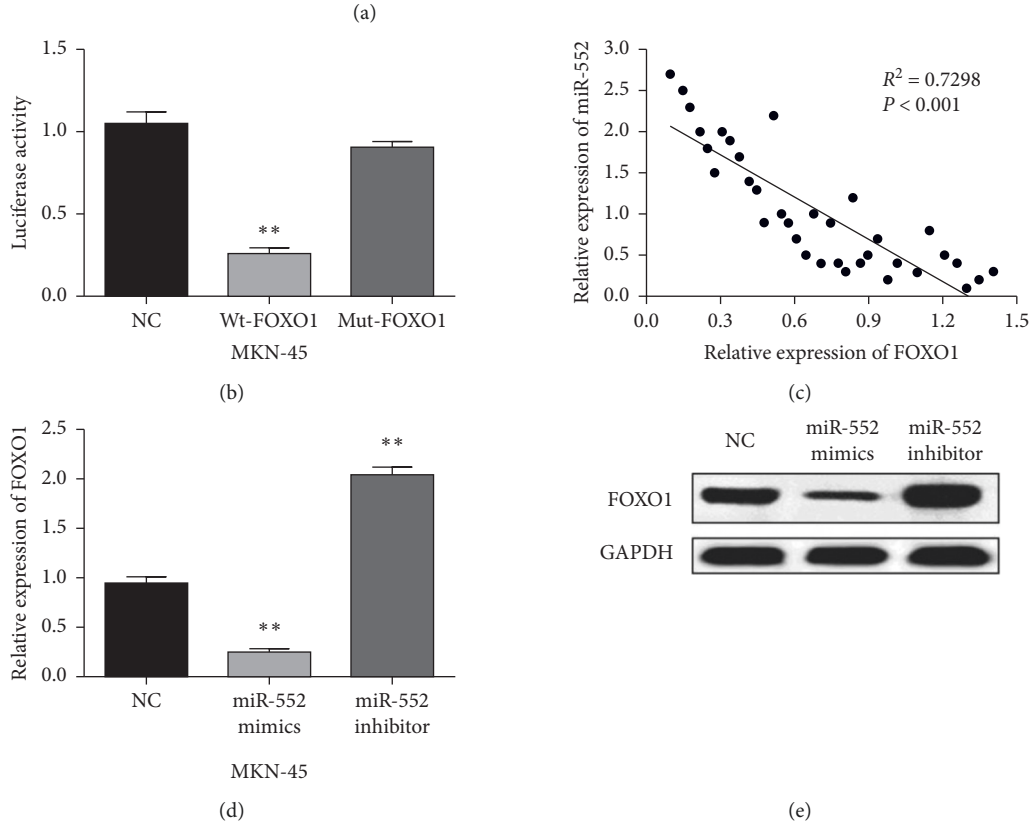 (a)
1.5
1.0
0.5
0.0
Luciferase activity
**
NC
Wt-FOXO1
Mut-FOXO1
MKN-45
(b)
3.0
2.5
2.0
1.5
1.0
0.5
0.0
Relative expression of miR-552
R² = 0.7298
P < 0.001
0.0
0.3
0.6
0.9
1.2
1.5
Relative expression of FOXO1
(c)
2.5
2.0
1.5
1.0
0.5
0.0
Relative expression of FOXO1
**
**
NC
miR-552
mimics
miR-552
inhibitor
MKN-45
(d)
NC
miR-552
mimics
miR-552
inhibitor
FOXO1
GAPDH
(e)